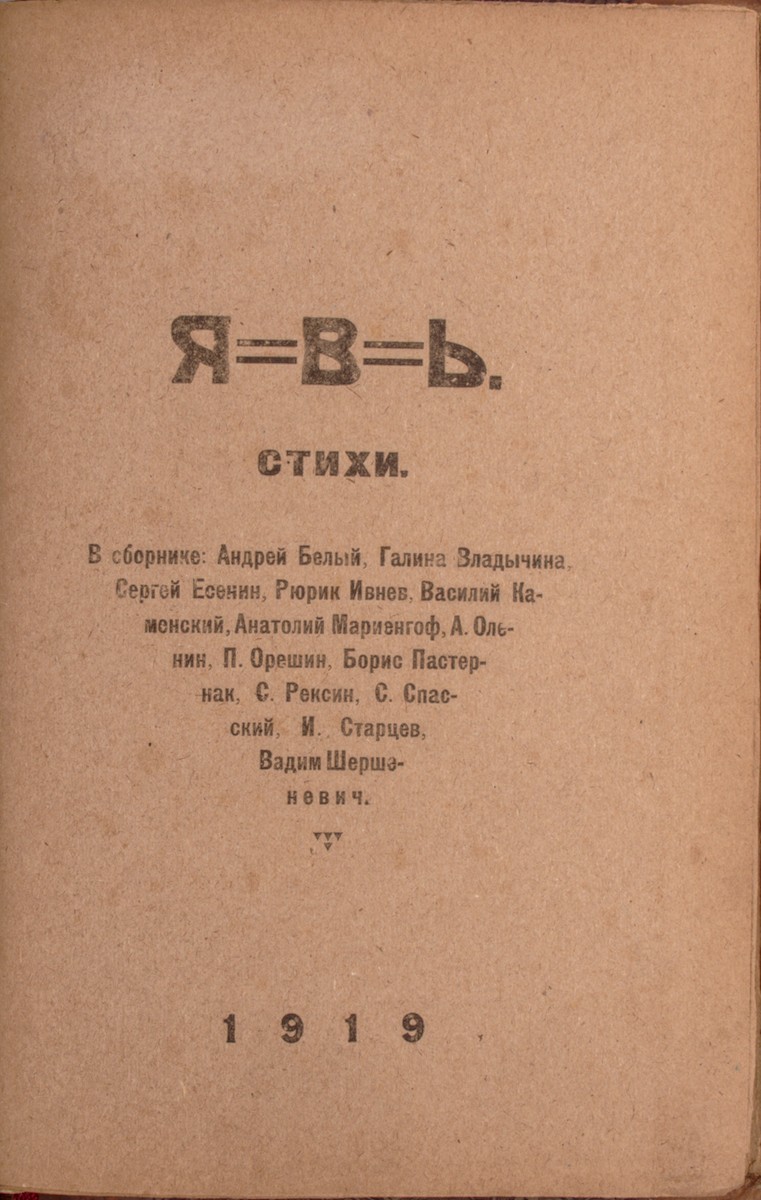 Я=В=Ь.
СТИХИ.
В сборнике: Андрей Белый, Галина Владычина,
Сергей Есенин, Рюрик Ивнев, Василий Ка-
менский, Анатолий Мариенгоф, А. Оле-
нин, П. Орешин, Борис Пастер-
нак, С. Рексин, С. Спас-
ский, И. Старцев,
Вадим Шерше-
невич.
1919